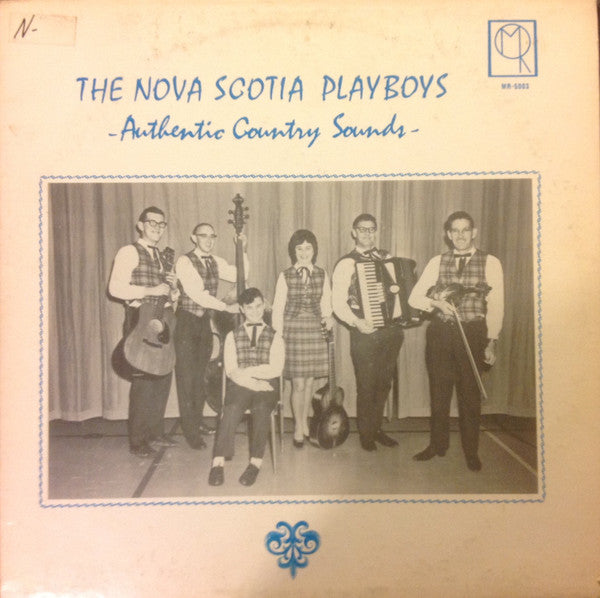 N-
MR
MR-5003
THE NOVA SCOTIA PLAYBOYS
-Authentic Country Sounds-